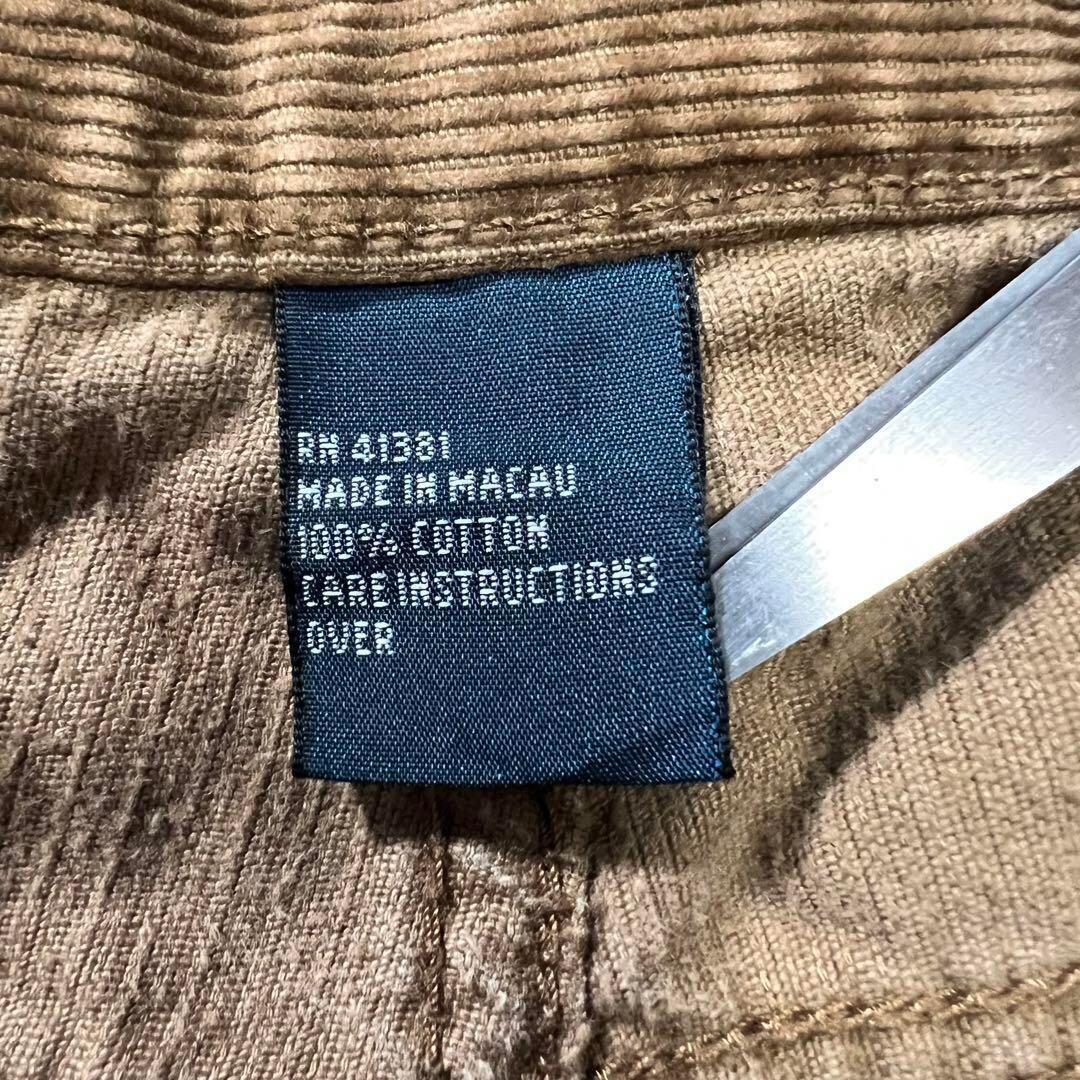 RN 41381
MADE IN MACAU
100% COTTON
CARE INSTRUCTIONS
OVER